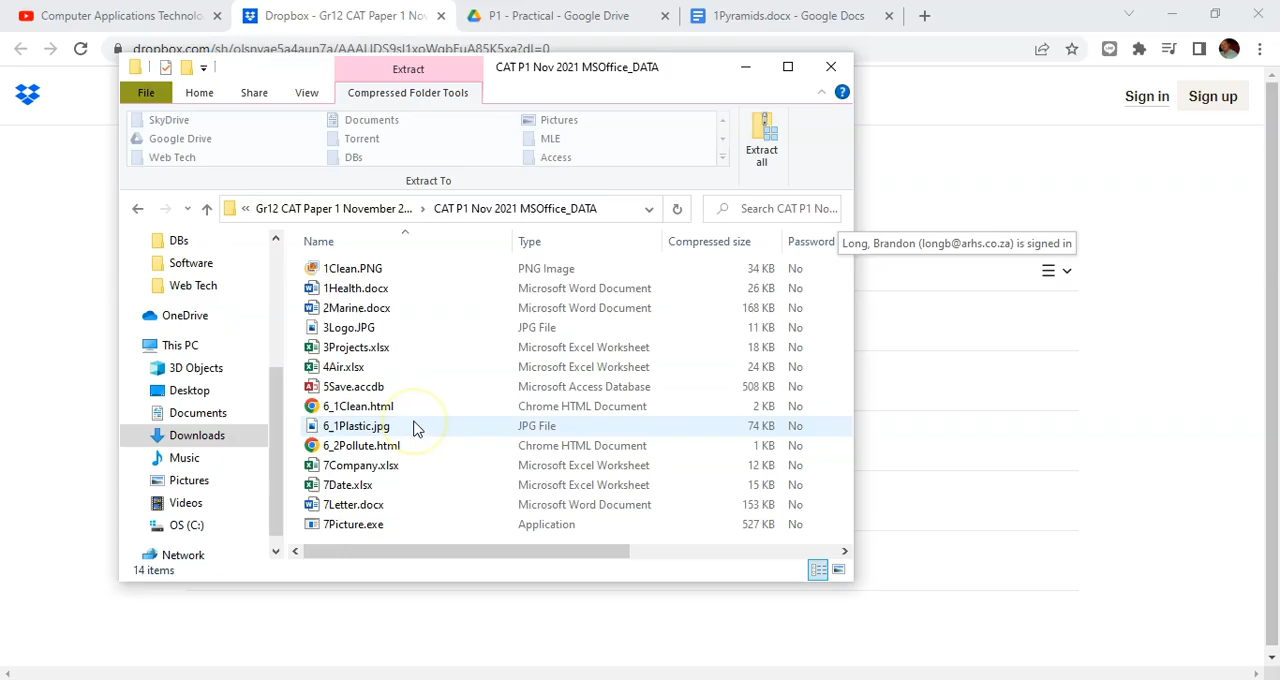 Computer Applications Technolo
Dropbox - Gr12 CAT Paper 1 Nov
P1 - Practical - Google Drive
1Pyramids.docx - Google Docs
dropbox.com/sh/
Extract
CAT P1 Nov 2021 MSOffice_DATA
File
Home
Share
View
Compressed Folder Tools
SkyDrive
Documents
Pictures
Google Drive
Torrent
MLE
Web Tech
DBs
Access
Extract all
Extract To
Sign in
Sign up
« Gr12 CAT Paper 1 November 2... › CAT P1 Nov 2021 MSOffice_DATA
Search CAT P1 No...
Long, Brandon (longb@arhs.co.za) is signed in
DBs
Software
Web Tech
OneDrive
This PC
3D Objects
Desktop
Documents
Downloads
Music
Pictures
Videos
OS (C:)
Network
Name Type Compressed size Password
1Clean.PNG PNG Image 34 KB No
1Health.docx Microsoft Word Document 26 KB No
2Marine.docx Microsoft Word Document 168 KB No
3Logo.JPG JPG File 11 KB No
3Projects.xlsx Microsoft Excel Worksheet 18 KB No
4Air.xlsx Microsoft Excel Worksheet 24 KB No
5Save.accdb Microsoft Access Database 508 KB No
6_1Clean.html Chrome HTML Document 2 KB No
6_1Plastic.jpg JPG File 74 KB No
6_2Pollute.html Chrome HTML Document 1 KB No
7Company.xlsx Microsoft Excel Worksheet 12 KB No
7Date.xlsx Microsoft Excel Worksheet 15 KB No
7Letter.docx Microsoft Word Document 153 KB No
7Picture.exe Application 527 KB No
14 items